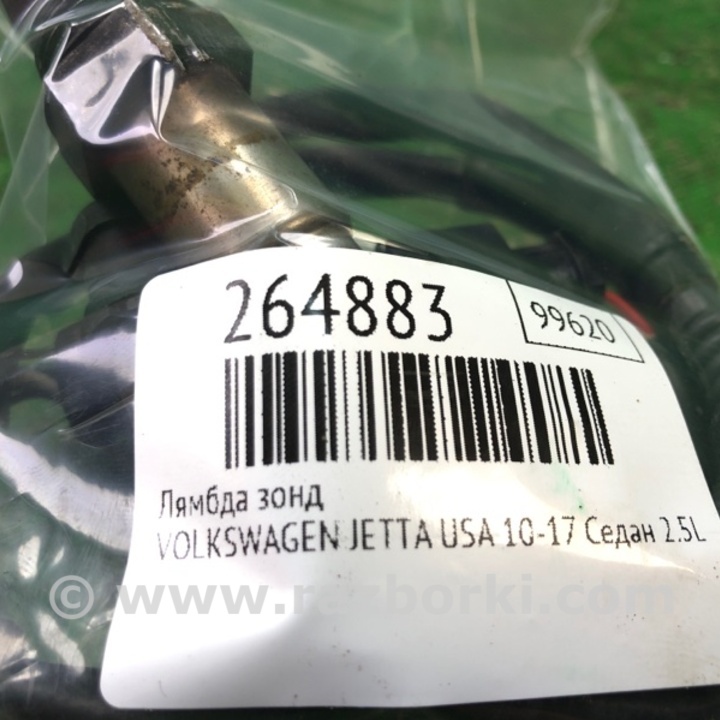 264883
99620
Лямбда зонд
VOLKSWAGEN JETTA USA 10-17 Седан 2.5L
© www.razborki.com